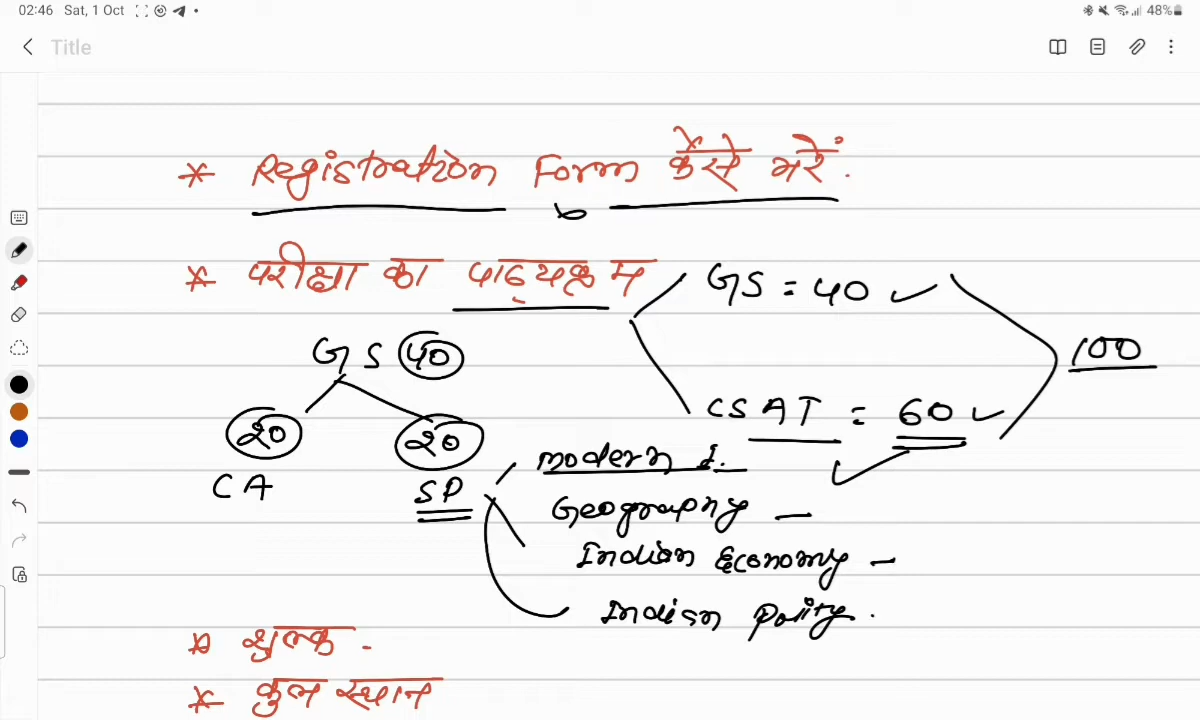 02:46 Sat, 1 Oct
48%
Title
* Registration Form कैसे भरें.
* परीक्षा का पाठ्यक्रम
GS = 40
GS 40
100
CSAT = 60
20 20
modern I.
CA SP
Geography –
Indian Economy –
Indian Polity.
* शुल्क.
* कुल स्थान